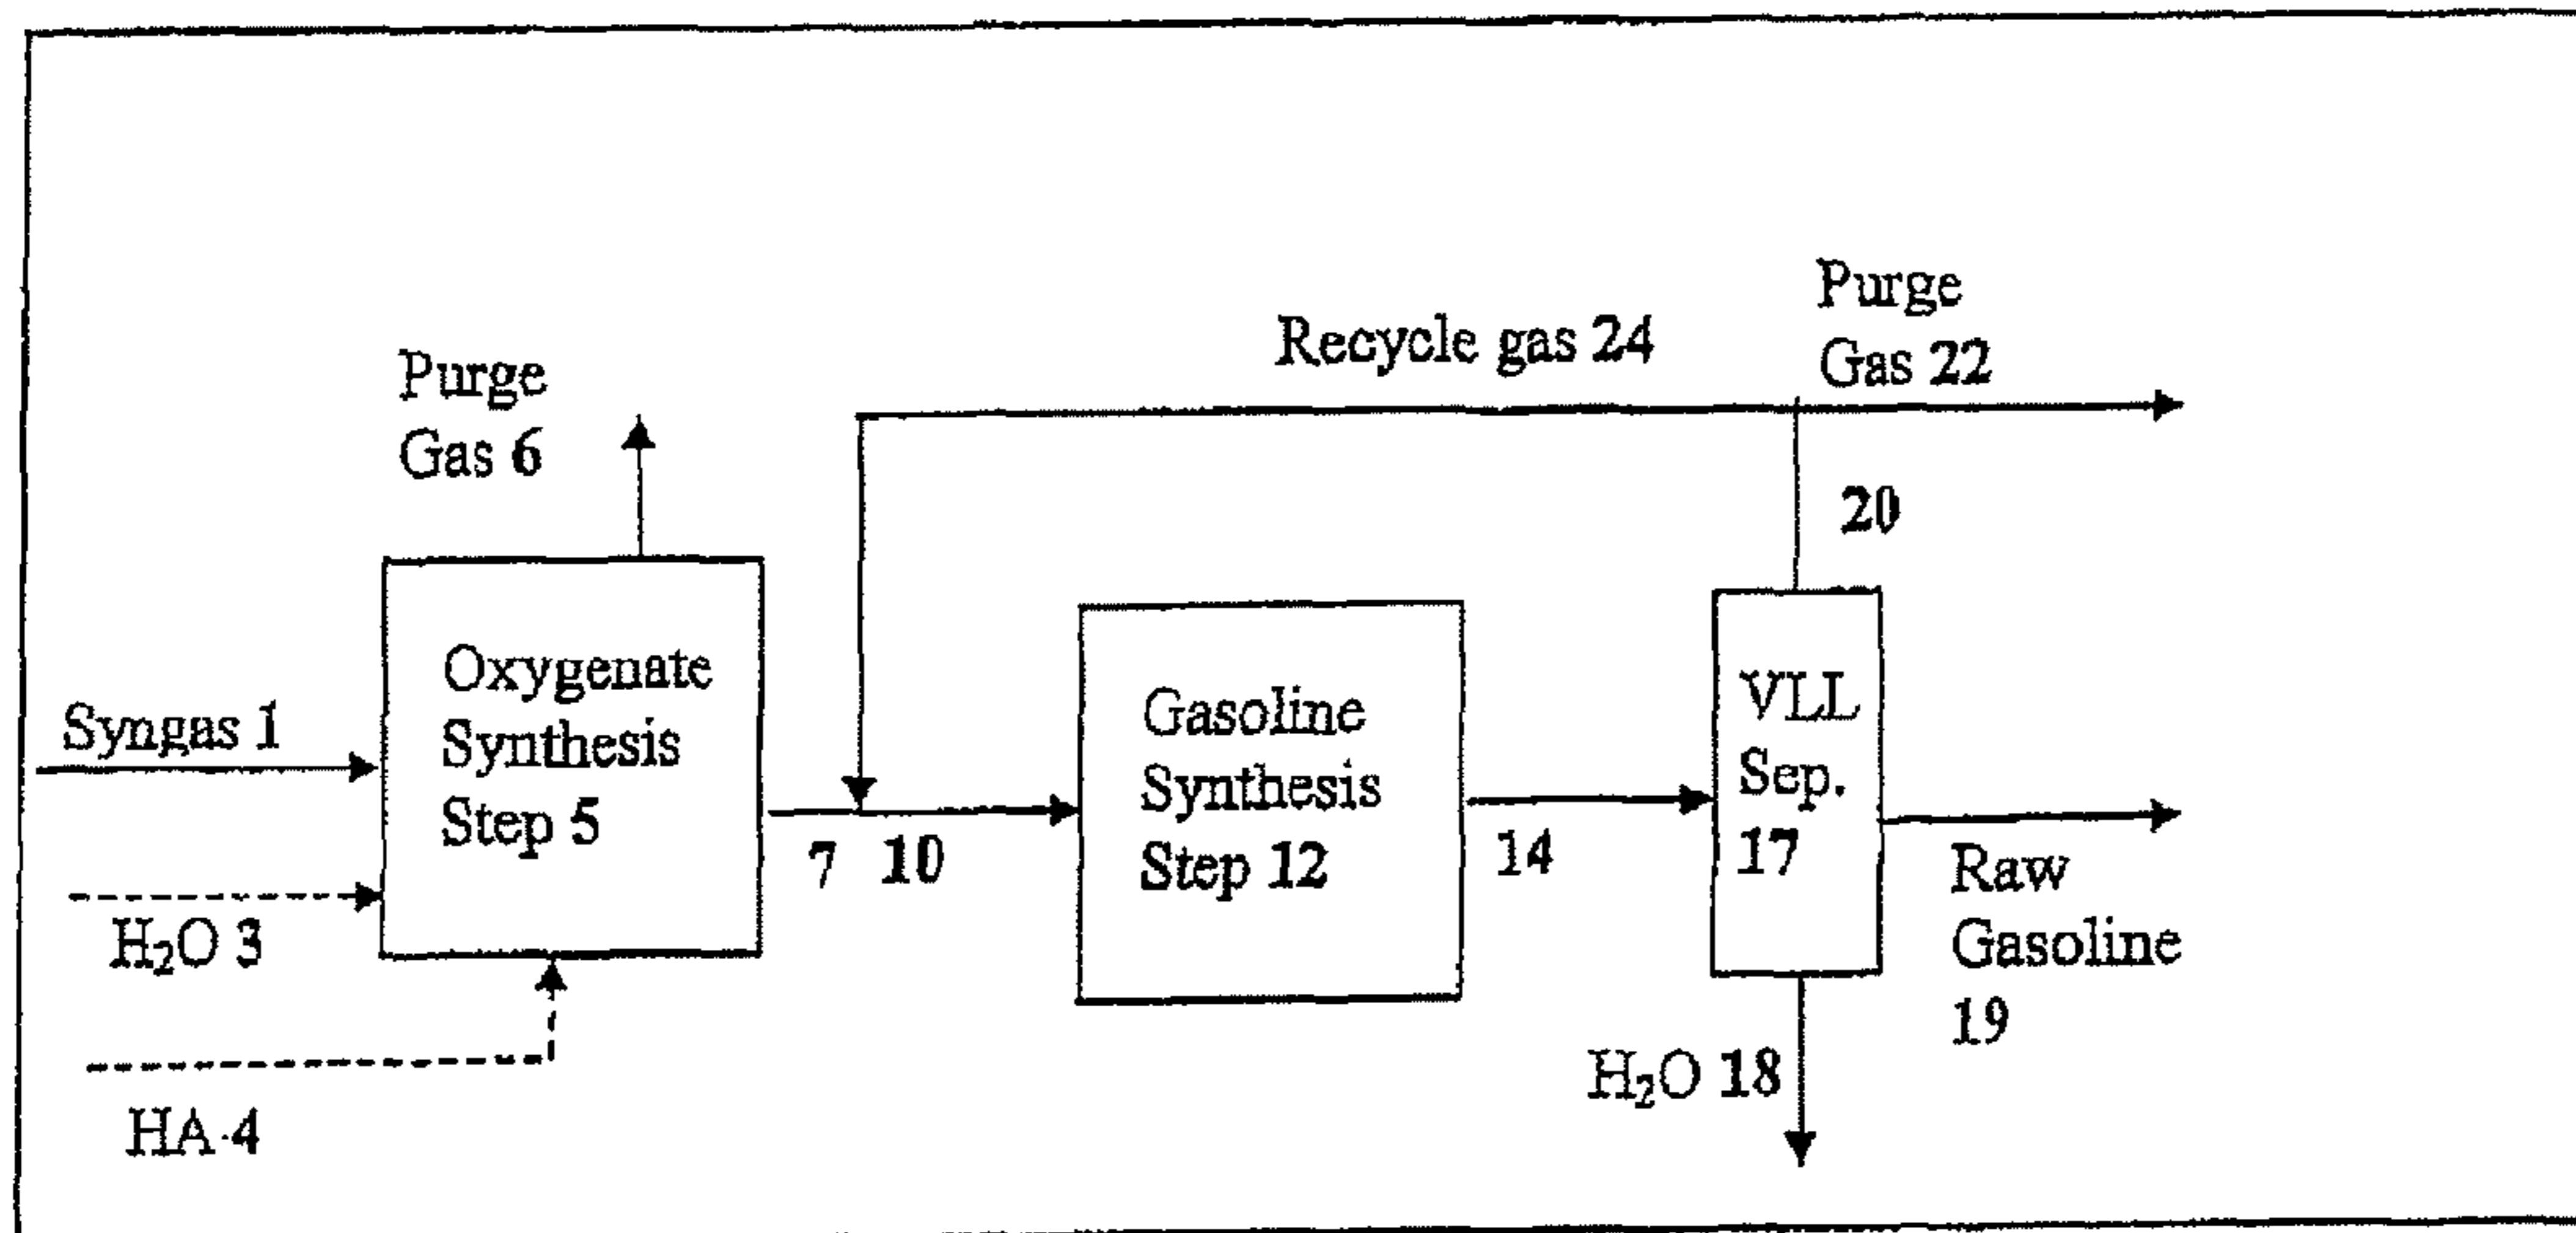 Purge
Gas 6
Recycle gas 24
Purge
Gas 22
20
Syngas 1
H₂O 3
HA 4
Oxygenate
Synthesis
Step 5
7
10
Gasoline
Synthesis
Step 12
14
VLL
Sep.
17
Raw
Gasoline
19
H₂O 18